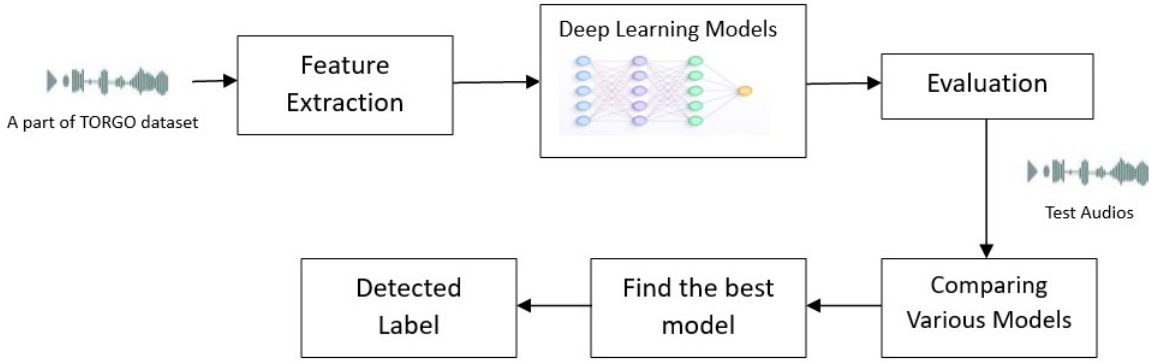 A part of TORGO dataset
Feature
Extraction
Deep Learning Models
Evaluation
Test Audios
Comparing
Various Models
Find the best
model
Detected
Label